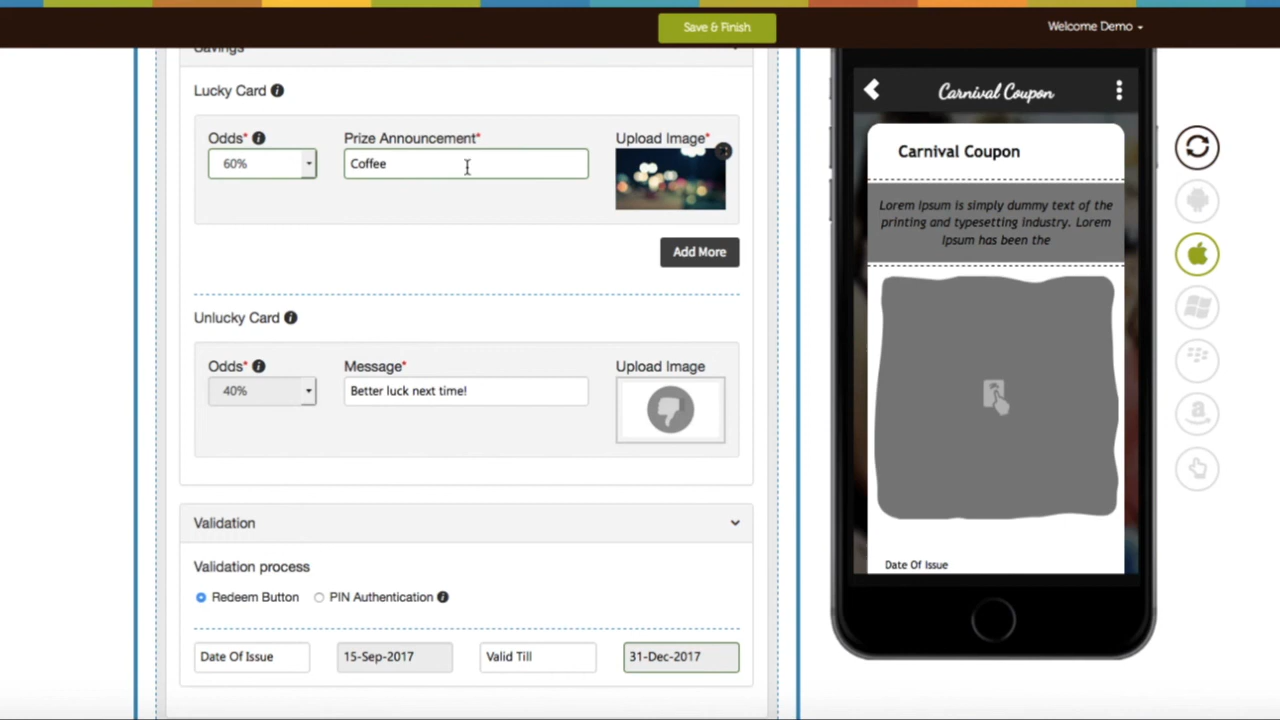 Save & Finish
Welcome Demo
Savings
Lucky Card
Odds*
Prize Announcement*
Upload Image*
60%
Coffee
Add More
Unlucky Card
Odds*
Message*
Upload Image
40%
Better luck next time!
Validation
Validation process
Redeem Button
PIN Authentication
Date Of Issue
15-Sep-2017
Valid Till
31-Dec-2017
Carnival Coupon
Carnival Coupon
Lorem Ipsum is simply dummy text of the
printing and typesetting industry. Lorem
Ipsum has been the
Date Of Issue